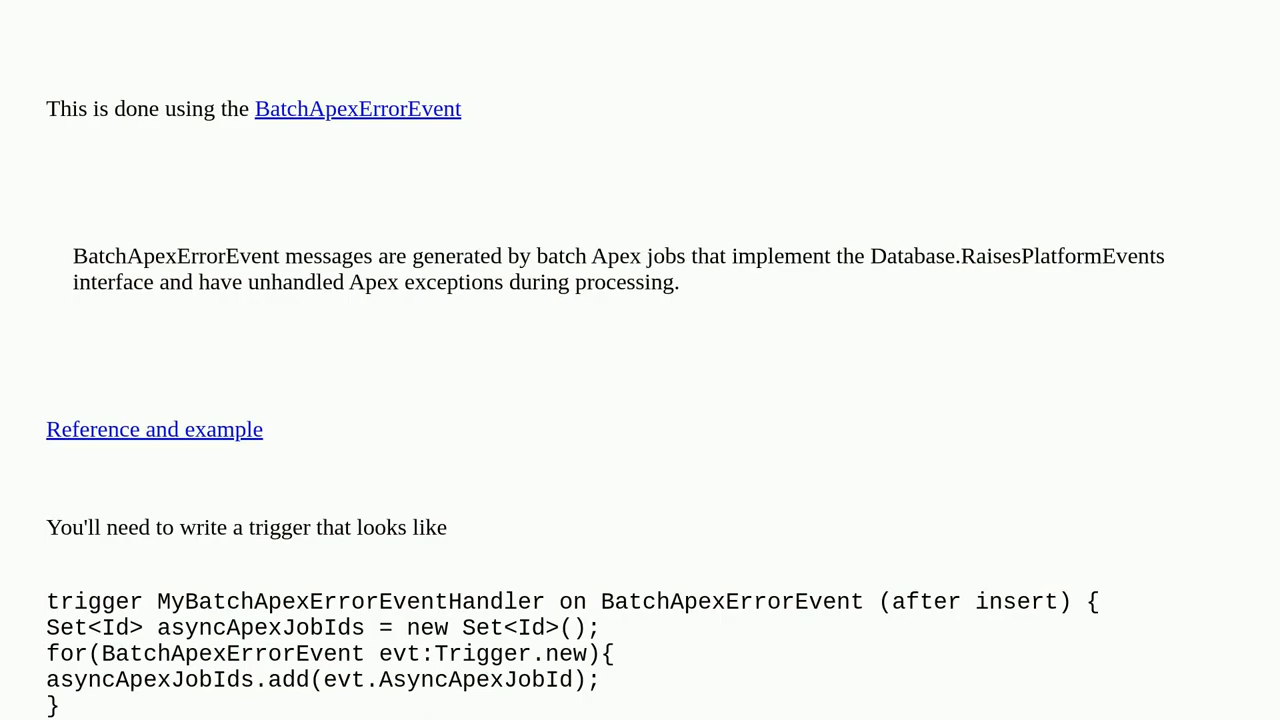 This is done using the BatchApexErrorEvent
BatchApexErrorEvent messages are generated by batch Apex jobs that implement the Database.RaisesPlatformEvents
interface and have unhandled Apex exceptions during processing.
Reference and example
You'll need to write a trigger that looks like
trigger MyBatchApexErrorEventHandler on BatchApexErrorEvent (after insert) {
Set<Id> asyncApexJobIds = new Set<Id>();
for(BatchApexErrorEvent evt:Trigger.new){
asyncApexJobIds.add(evt.AsyncApexJobId);
}